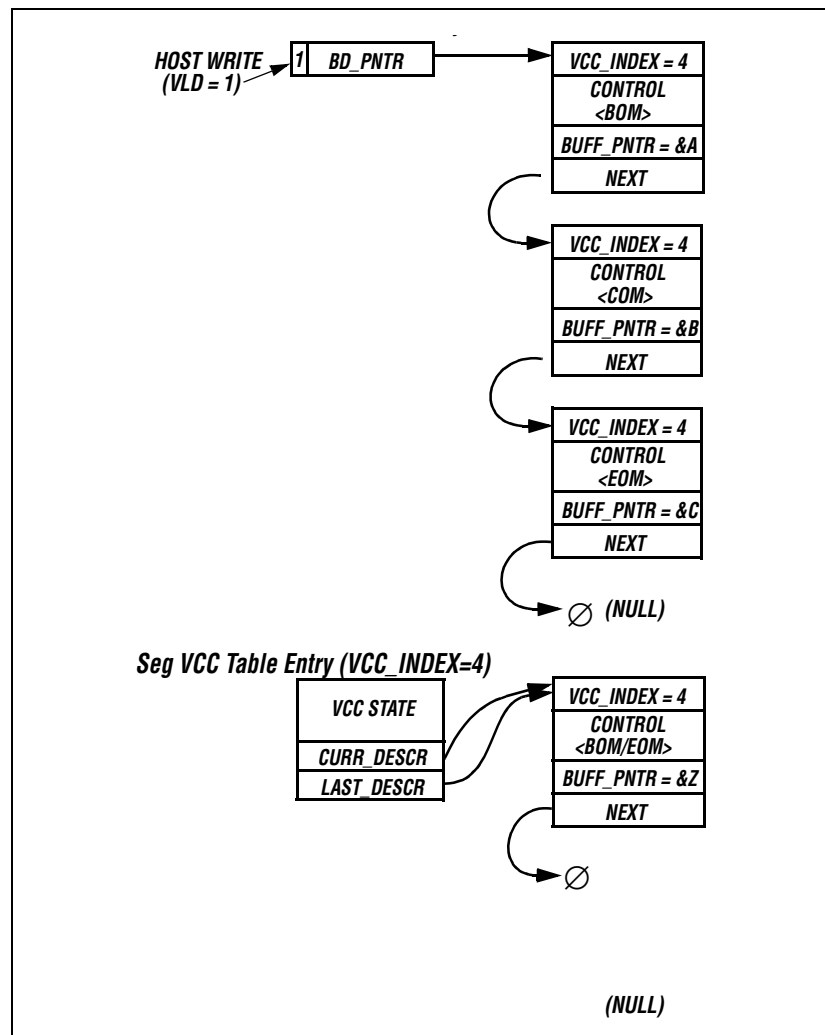 HOST WRITE
(VLD = 1)
1 BD_PNTR
VCC_INDEX = 4
CONTROL
<BOM>
BUFF_PNTR = &A
NEXT
VCC_INDEX = 4
CONTROL
<COM>
BUFF_PNTR = &B
NEXT
VCC_INDEX = 4
CONTROL
<EOM>
BUFF_PNTR = &C
NEXT
∅ (NULL)
Seg VCC Table Entry (VCC_INDEX=4)
VCC STATE
CURR_DESCR
LAST_DESCR
VCC_INDEX = 4
CONTROL
<BOM/EOM>
BUFF_PNTR = &Z
NEXT
∅
(NULL)